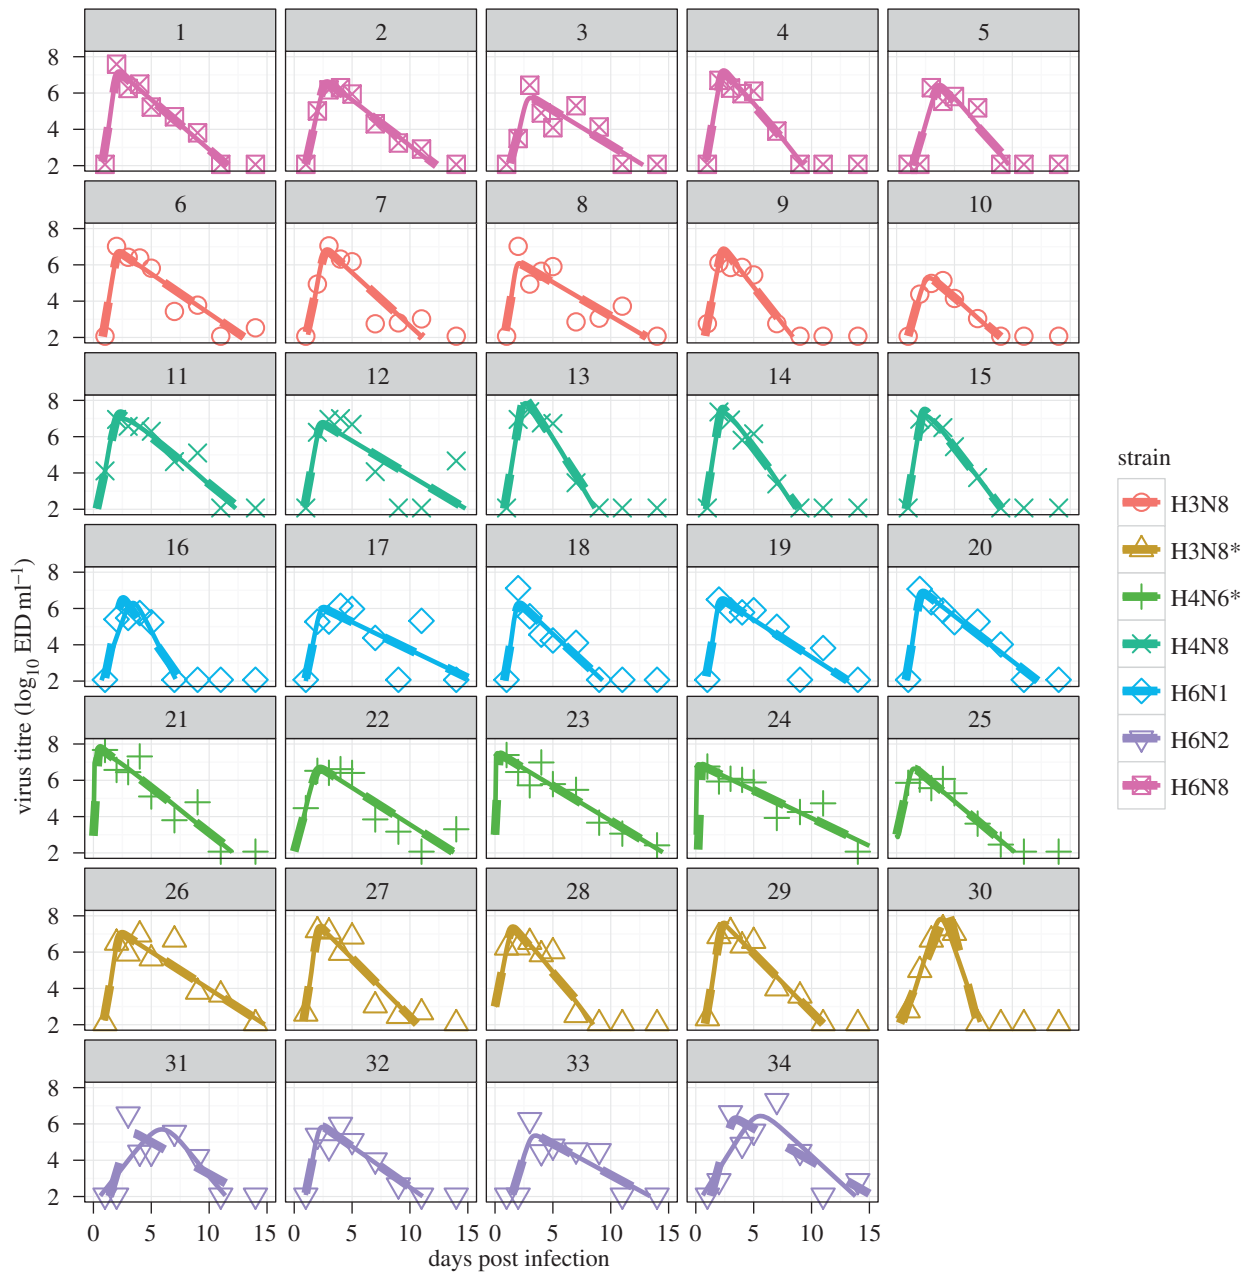 1 2 3 4 5
8
6
4
2
6 7 8 9 10
8
6
4
2
11 12 13 14 15
8
6
4
2
16 17 18 19 20
8
6
4
2
21 22 23 24 25
8
6
4
2
26 27 28 29 30
8
6
4
2
31 32 33 34
8
6
4
2
0 5 10 15 0 5 10 15 0 5 10 15 0 5 10 15
days post infection
virus titre (log10 EID ml−1)
strain
H3N8
H3N8*
H4N6*
H4N8
H6N1
H6N2
H6N8